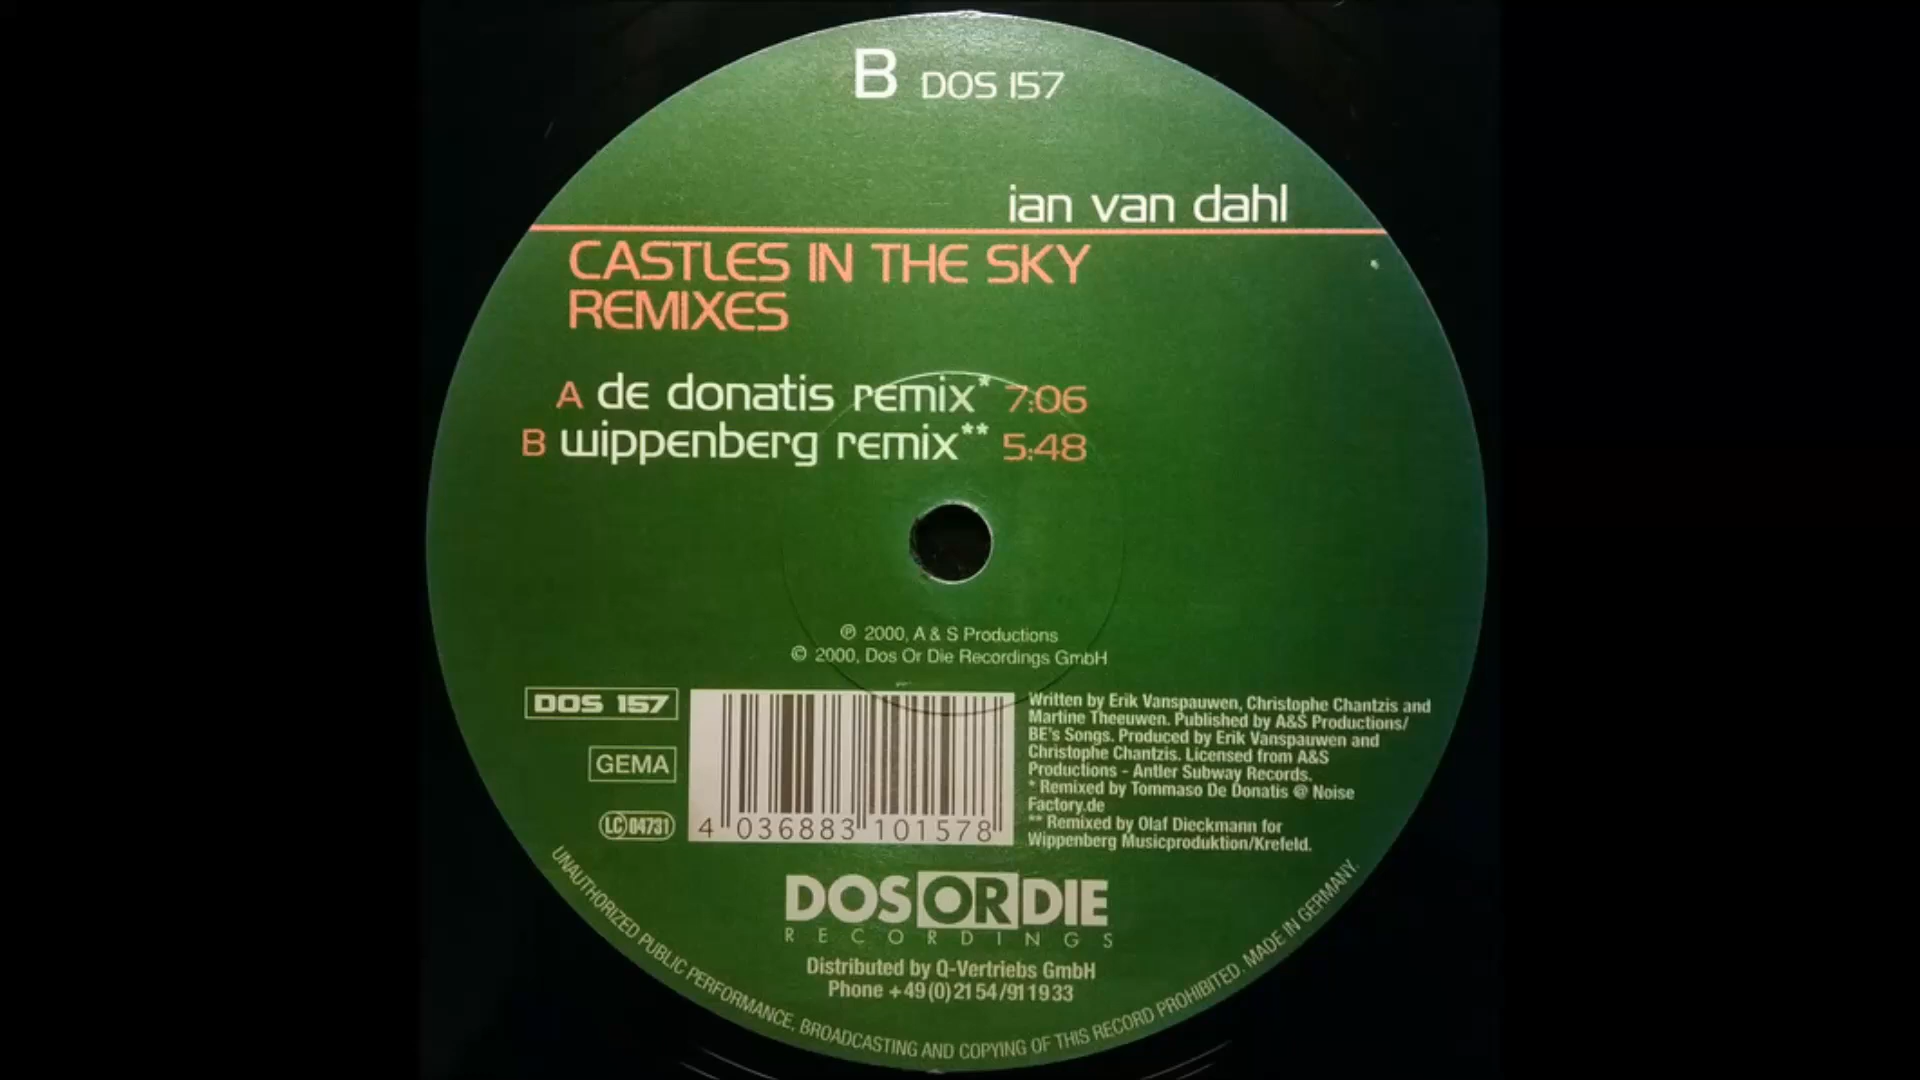 B DOS 157
ian van dahl
CASTLES IN THE SKY
REMIXES
A de donatis remix* 7:06
B wippenberg remix** 5:48
℗ 2000, A & S Productions
© 2000, Dos Or Die Recordings GmbH
DOS 157
GEMA
LC 04731
4 036883 101578
Written by Erik Vanspauwen, Christophe Chantzis and
Martine Theeuwen. Published by A&S Productions/
BE's Songs. Produced by Erik Vanspauwen and
Christophe Chantzis. Licensed from A&S
Productions - Antler Subway Records.
* Remixed by Tommaso De Donatis @ Noise
Factory.de
** Remixed by Olaf Dieckmann for
Wippenberg Musicproduktion/Krefeld.
DOS OR DIE
RECORDINGS
Distributed by Q-Vertriebs GmbH
Phone +49(0)2154/911933
UNAUTHORIZED PUBLIC PERFORMANCE, BROADCASTING AND COPYING OF THIS RECORD PROHIBITED. MADE IN GERMANY.